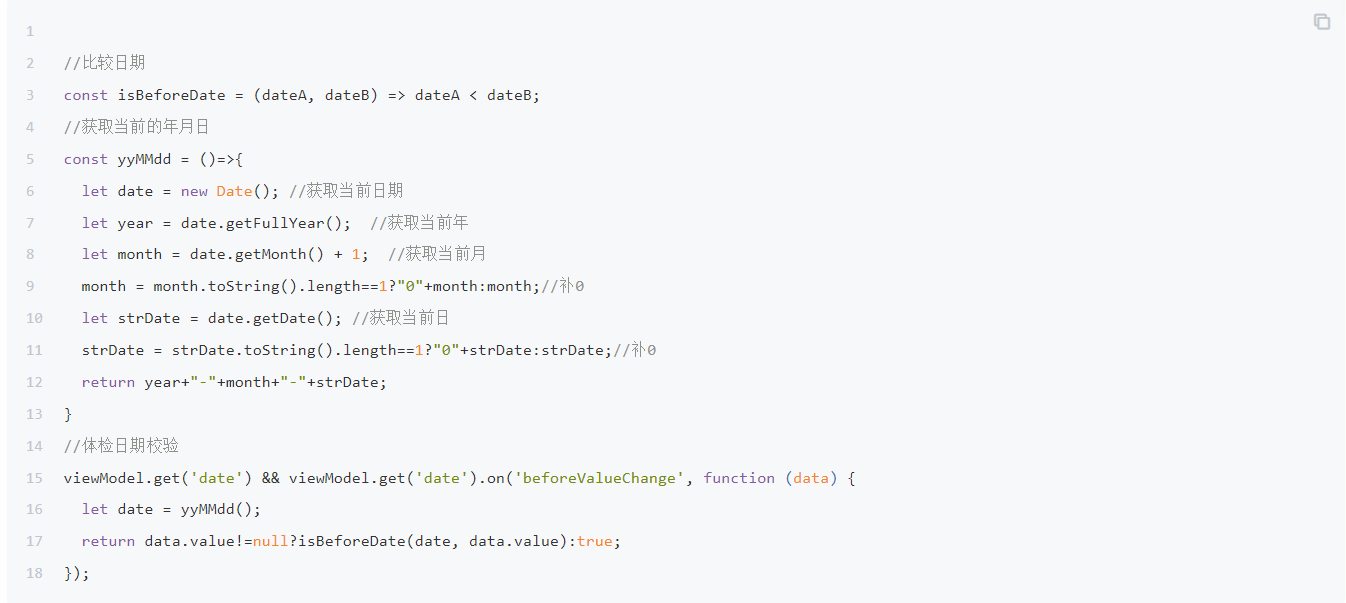 1
2 //比较日期
3 const isBeforeDate = (dateA, dateB) => dateA < dateB;
4 //获取当前的年月日
5 const yyMMdd = ()=>{
6   let date = new Date(); //获取当前日期
7   let year = date.getFullYear();  //获取当前年
8   let month = date.getMonth() + 1;  //获取当前月
9   month = month.toString().length==1?"0"+month:month;//补0
10   let strDate = date.getDate(); //获取当前日
11   strDate = strDate.toString().length==1?"0"+strDate:strDate;//补0
12   return year+"-"+month+"-"+strDate;
13 }
14 //体检日期校验
15 viewModel.get('date') && viewModel.get('date').on('beforeValueChange', function (data) {
16   let date = yyMMdd();
17   return data.value!=null?isBeforeDate(date, data.value):true;
18 });